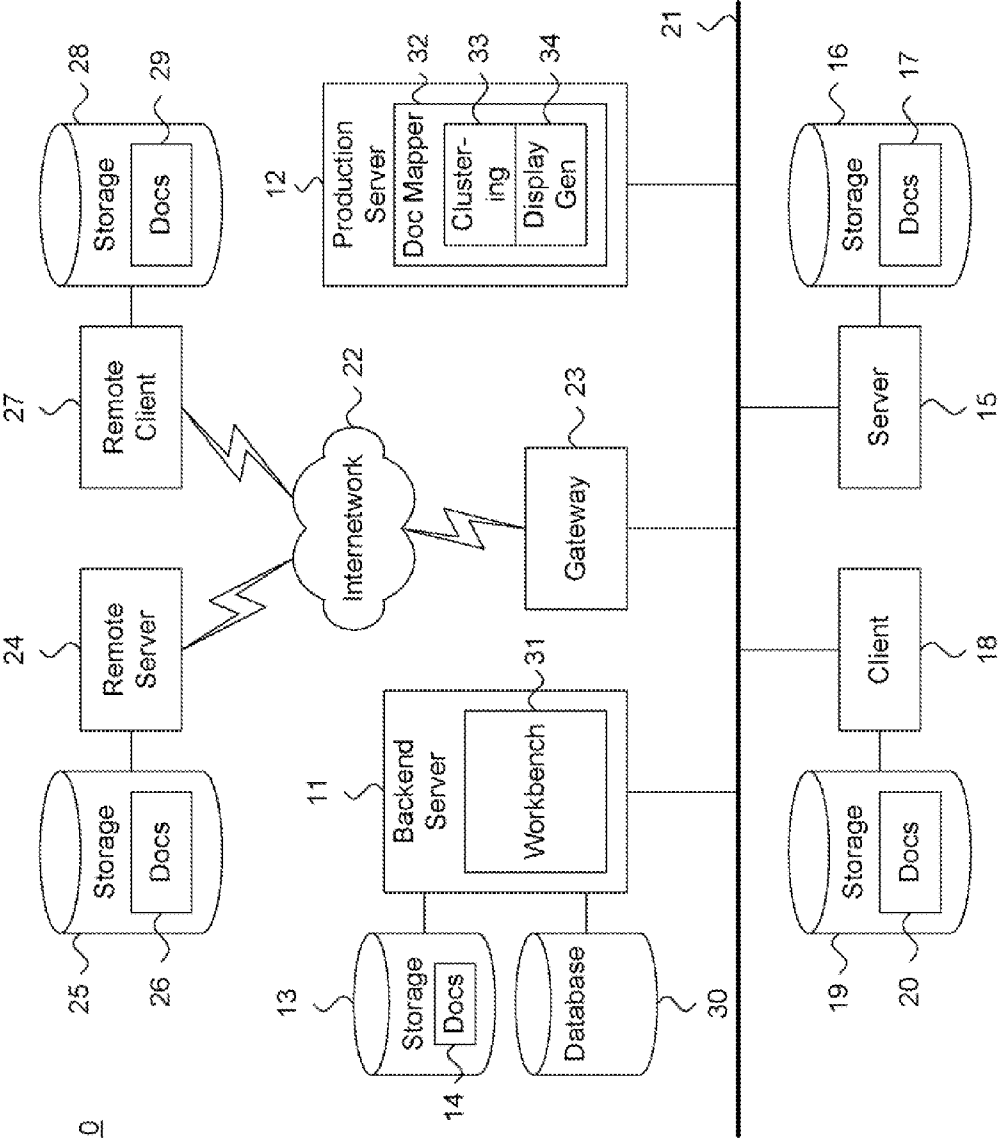 0
24
27
25
28
Storage
Docs
26
Remote
Server
Remote
Client
Storage
Docs
29
13
Storage
Docs
14
11
Backend
Server
Workbench
31
Internetwork
22
12
Production
Server
Doc Mapper
32
Cluster-
ing
33
Display
Gen
34
Database
30
Gateway
23
21
19
Storage
Docs
20
Client
18
Server
15
16
Storage
Docs
17